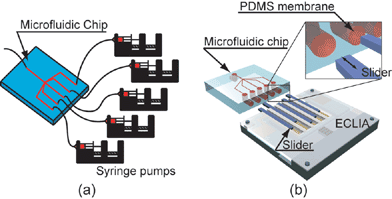 Microfluidic Chip
Syringe pumps
(a)
PDMS membrane
Microfluidic chip
Slider
ECLIA
Slider
(b)